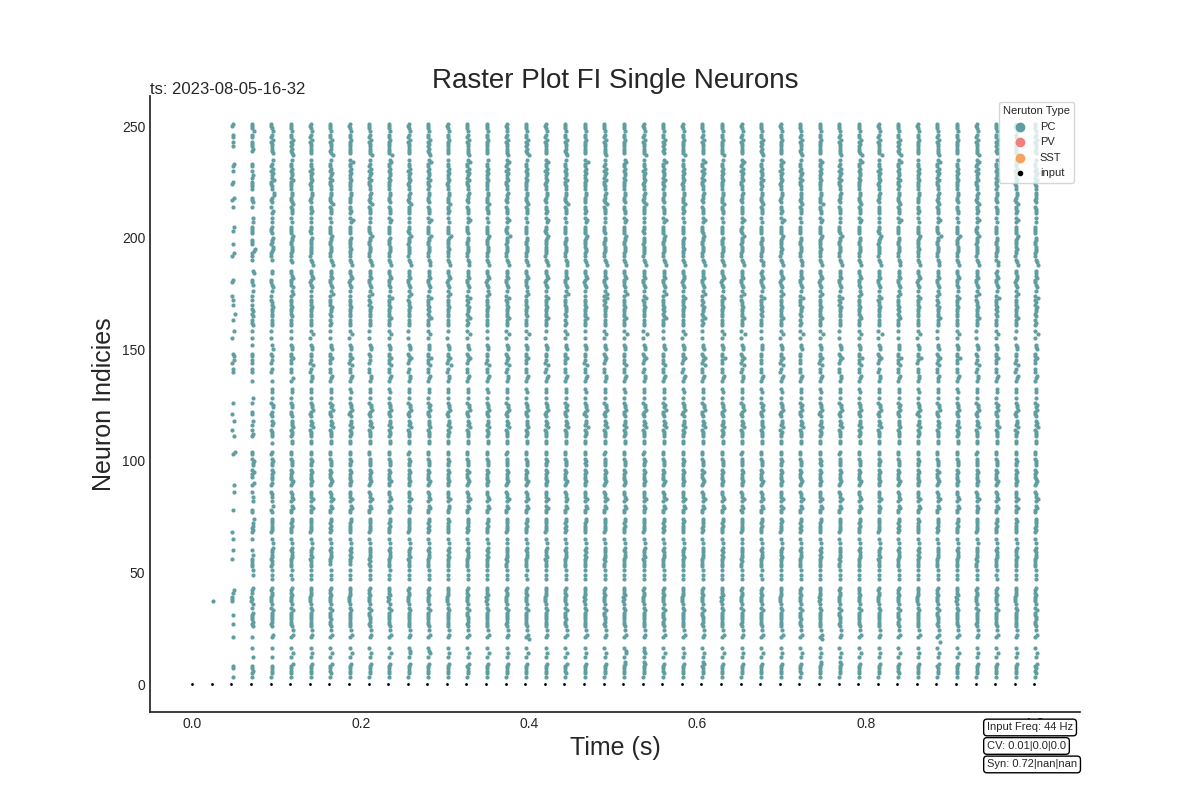 Raster Plot FI Single Neurons
ts: 2023-08-05-16-32
Neruton Type
PC
PV
SST
input
Neuron Indicies
250
200
150
100
50
0
0.0 0.2 0.4 0.6 0.8
Time (s)
Input Freq: 44 Hz
CV: 0.01|0.0|0.0
Syn: 0.72|nan|nan